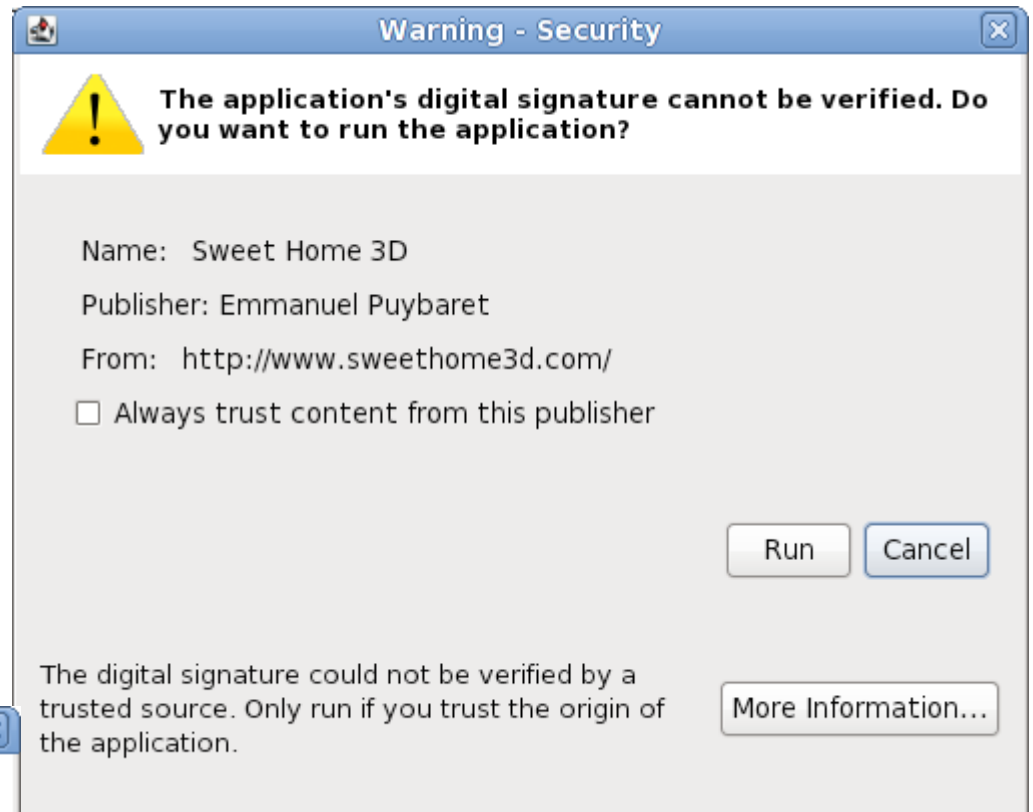 Warning - Security
The application's digital signature cannot be verified. Do
you want to run the application?
Name: Sweet Home 3D
Publisher: Emmanuel Puybaret
From: http://www.sweethome3d.com/
Always trust content from this publisher
Run Cancel
The digital signature could not be verified by a
trusted source. Only run if you trust the origin of
the application.
More Information...